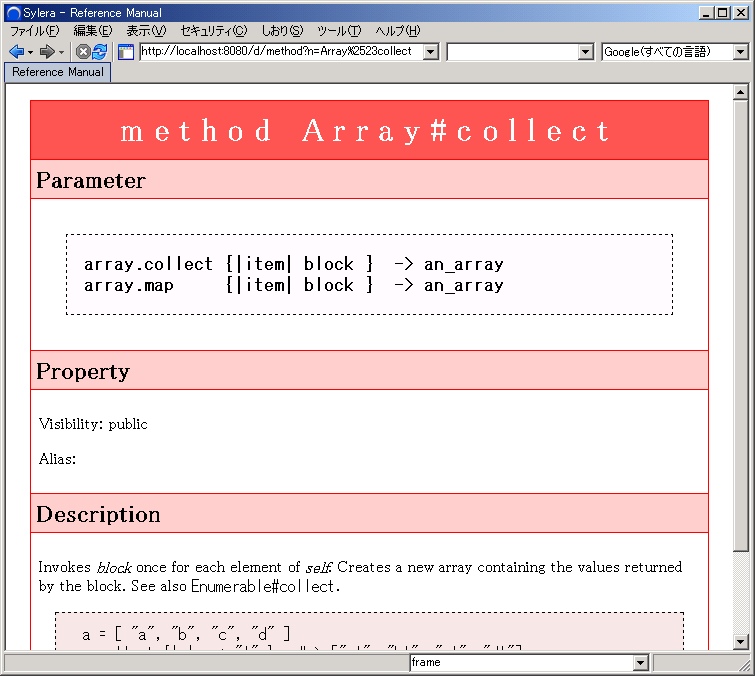 Sylera - Reference Manual
ファイル(F) 編集(E) 表示(V) セキュリティ(C) しおり(S) ツール(T) ヘルプ(H)
http://localhost:8080/d/method?n=Array%2523collect Google(すべての言語)
Reference Manual
method Array#collect
Parameter
array.collect {|item| block } -> an_array
array.map {|item| block } -> an_array
Property
Visibility: public
Alias:
Description
Invokes block once for each element of self. Creates a new array containing the values returned
by the block. See also Enumerable#collect.
a = [ "a", "b", "c", "d" ]
frame